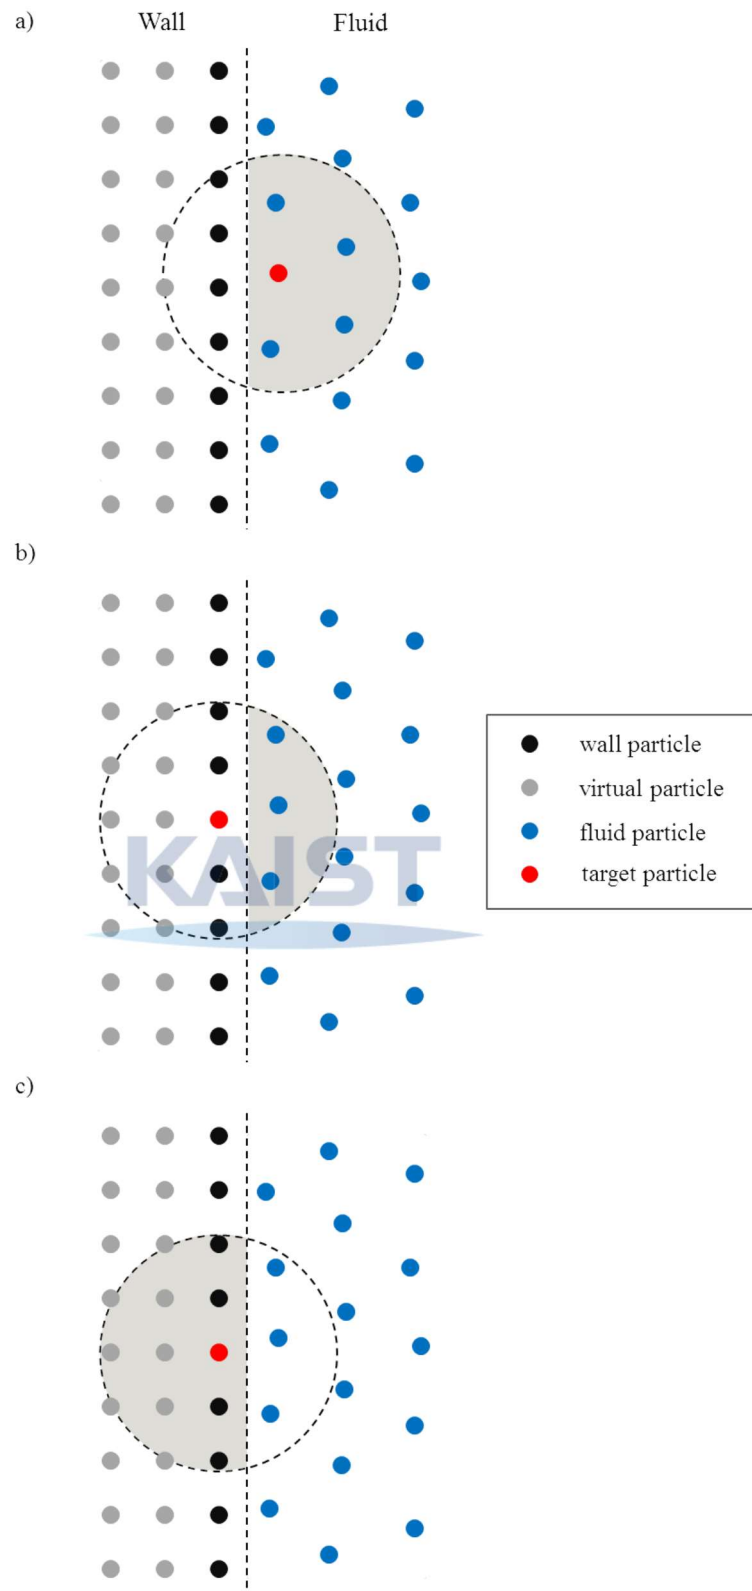 a)
Wall
Fluid
b)
wall particle
virtual particle
fluid particle
target particle
KAIST
c)